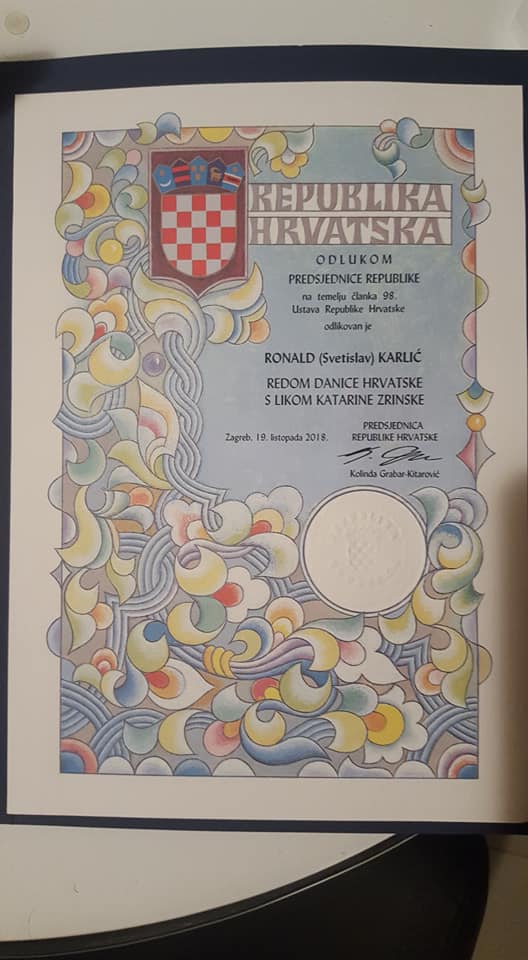 REPUBLIKA
HRVATSKA
ODLUKOM
PREDSJEDNICE REPUBLIKE
na temelju članka 98.
Ustava Republike Hrvatske
odlikovan je
RONALD (Svetislav) KARLIĆ
REDOM DANICE HRVATSKE
S LIKOM KATARINE ZRINSKE
Zagreb, 19. listopada 2018.
PREDSJEDNICA
REPUBLIKE HRVATSKE
Kolinda Grabar-Kitarović